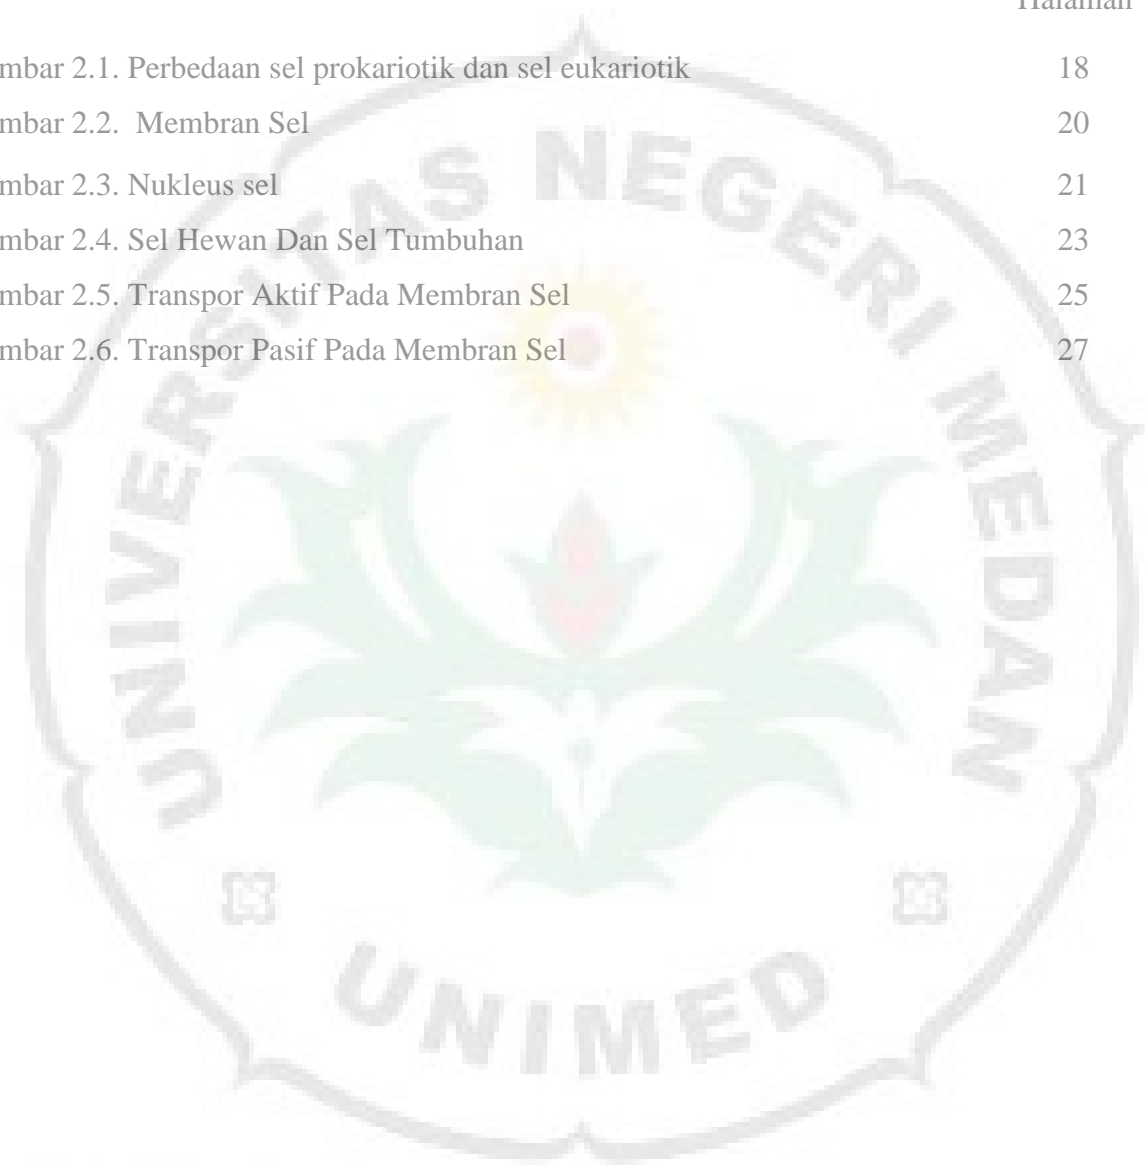 Halaman
mbar 2.1. Perbedaan sel prokariotik dan sel eukariotik 18
mbar 2.2. Membran Sel 20
mbar 2.3. Nukleus sel 21
mbar 2.4. Sel Hewan Dan Sel Tumbuhan 23
mbar 2.5. Transpor Aktif Pada Membran Sel 25
mbar 2.6. Transpor Pasif Pada Membran Sel 27
UNIVERSITAS NEGERI MEDAN
UNIMED